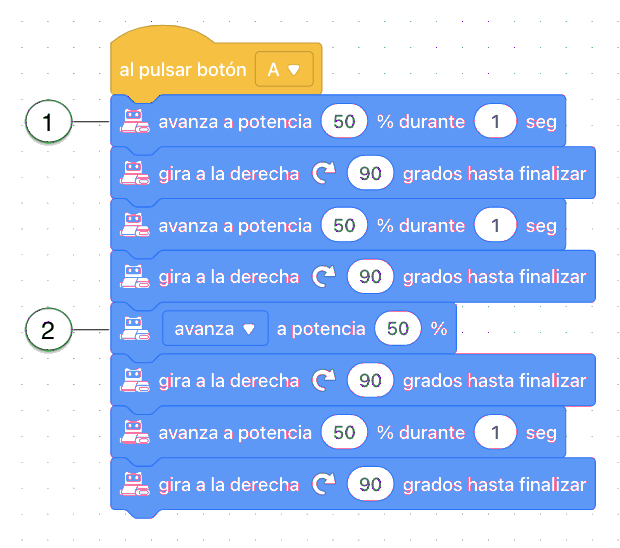 al pulsar botón A
1 avanza a potencia 50 % durante 1 seg
gira a la derecha 90 grados hasta finalizar
avanza a potencia 50 % durante 1 seg
gira a la derecha 90 grados hasta finalizar
2 avanza a potencia 50 %
gira a la derecha 90 grados hasta finalizar
avanza a potencia 50 % durante 1 seg
gira a la derecha 90 grados hasta finalizar